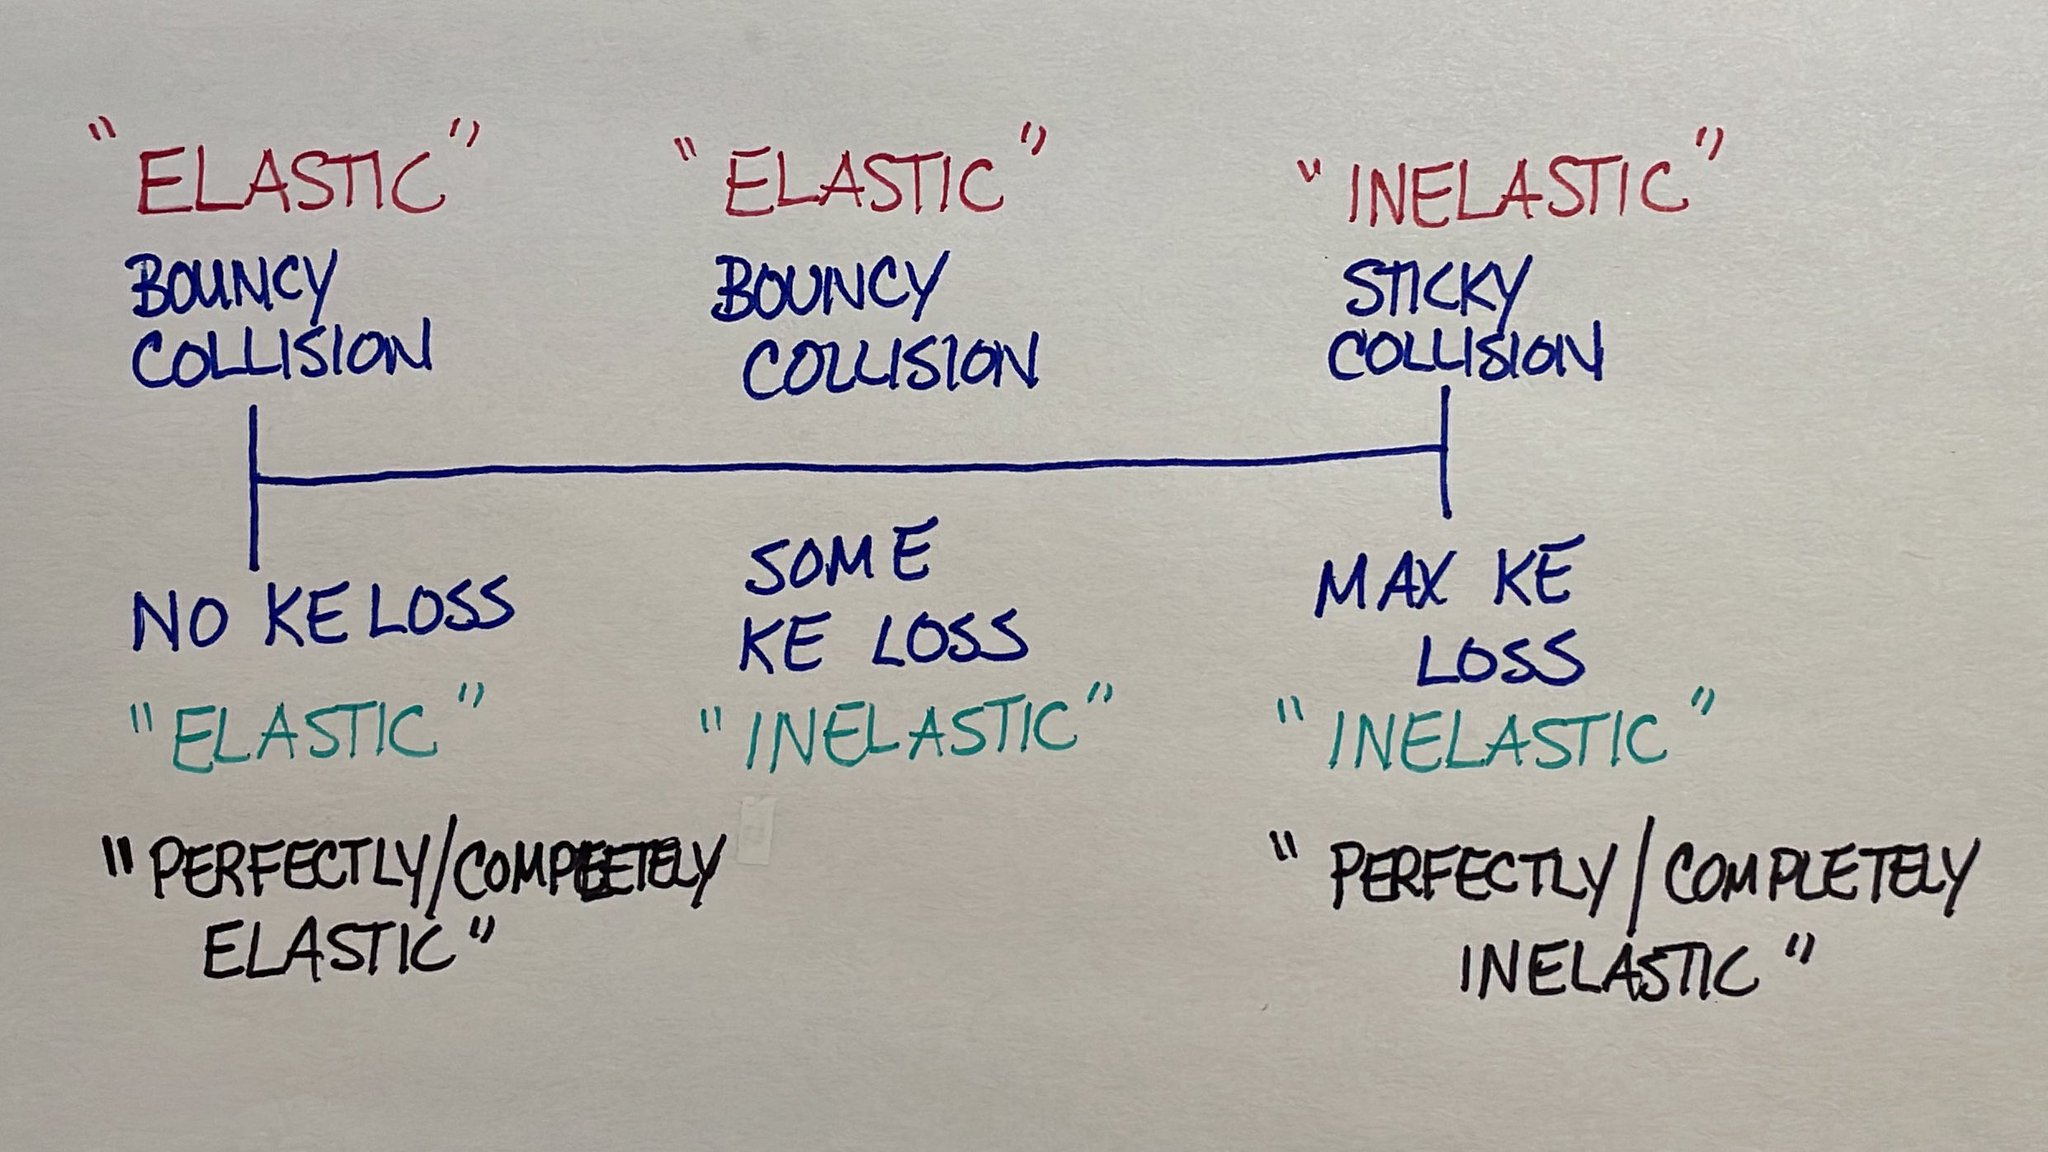 "ELASTIC"
BOUNCY
COLLISION
"ELASTIC"
BOUNCY
COLLISION
"INELASTIC"
STICKY
COLLISION
NO KE LOSS
"ELASTIC"
"PERFECTLY/COMPLETELY
ELASTIC"
SOME
KE LOSS
"INELASTIC"
MAX KE
LOSS
"INELASTIC"
"PERFECTLY/COMPLETELY
INELASTIC"